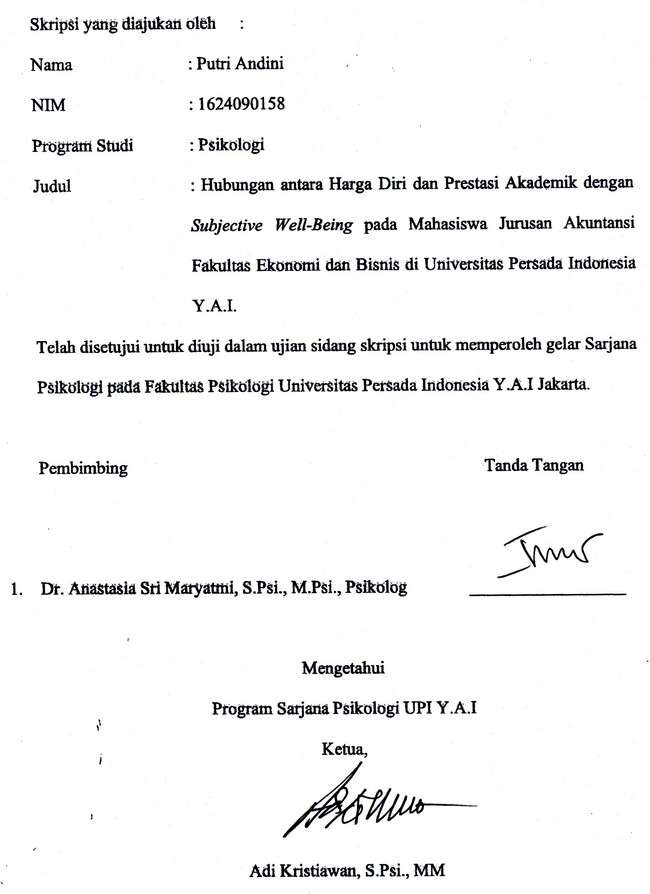 Skripsi yang diajukan oleh :
Nama : Putri Andini
NIM : 1624090158
Program Studi : Psikologi
Judul : Hubungan antara Harga Diri dan Prestasi Akademik dengan
Subjective Well-Being pada Mahasiswa Jurusan Akuntansi
Fakultas Ekonomi dan Bisnis di Universitas Persada Indonesia
Y.A.I.
Telah disetujui untuk diuji dalam ujian sidang skripsi untuk memperoleh gelar Sarjana
Psikologi pada Fakultas Psikologi Universitas Persada Indonesia Y.A.I Jakarta.
Pembimbing Tanda Tangan
1. Dr. Anastasia Sri Maryatmi, S.Psi., M.Psi., Psikolog
Mengetahui
Program Sarjana Psikologi UPI Y.A.I
Ketua,
Adi Kristiawan, S.Psi., MM